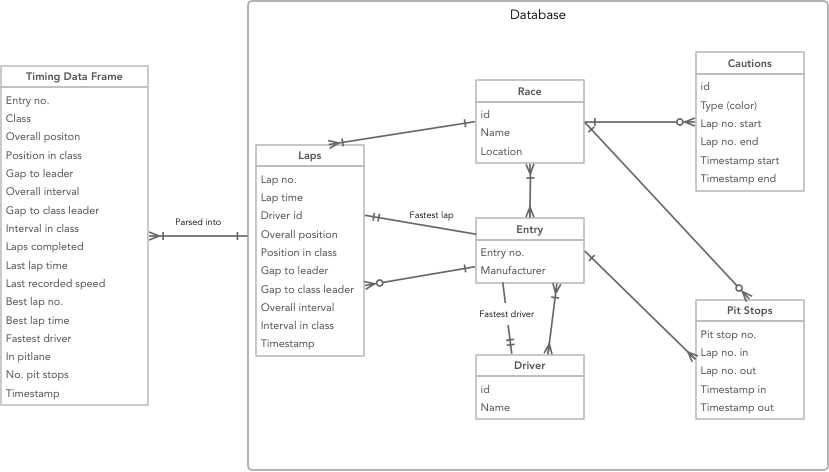 Database
Timing Data Frame
Entry no.
Class
Overall positon
Position in class
Gap to leader
Overall interval
Gap to class leader
Interval in class
Laps completed
Last lap time
Last recorded speed
Best lap no.
Best lap time
Fastest driver
In pitlane
No. pit stops
Timestamp
Parsed into
Laps
Lap no.
Lap time
Driver id
Overall position
Position in class
Gap to leader
Gap to class leader
Overall interval
Interval in class
Timestamp
Fastest lap
Race
id
Name
Location
Entry
Entry no.
Manufacturer
Fastest driver
Driver
id
Name
Cautions
id
Type (color)
Lap no. start
Lap no. end
Timestamp start
Timestamp end
Pit Stops
Pit stop no.
Lap no. in
Lap no. out
Timestamp in
Timestamp out